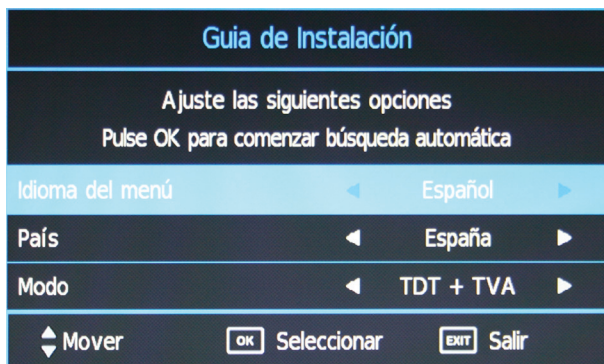 Guia de Instalación
Ajuste las siguientes opciones
Pulse OK para comenzar búsqueda automática
Idioma del menú Español
País España
Modo TDT + TVA
Mover OK Seleccionar EXIT Salir